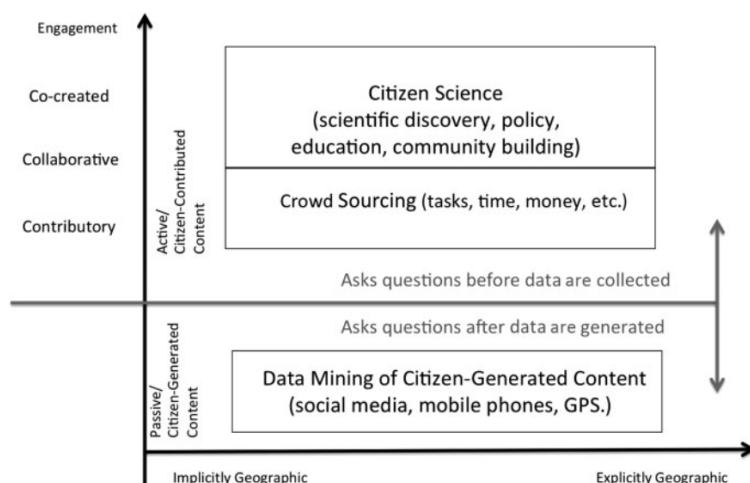 Engagement
Co-created
Collaborative
Contributory
Active/
Citizen-Contributed
Content
Citizen Science
(scientific discovery, policy,
education, community building)
Crowd Sourcing (tasks, time, money, etc.)
Asks questions before data are collected
Asks questions after data are generated
Passive/
Citizen-Generated
Content
Data Mining of Citizen-Generated Content
(social media, mobile phones, GPS.)
Implicitly Geographic
Explicitly Geographic